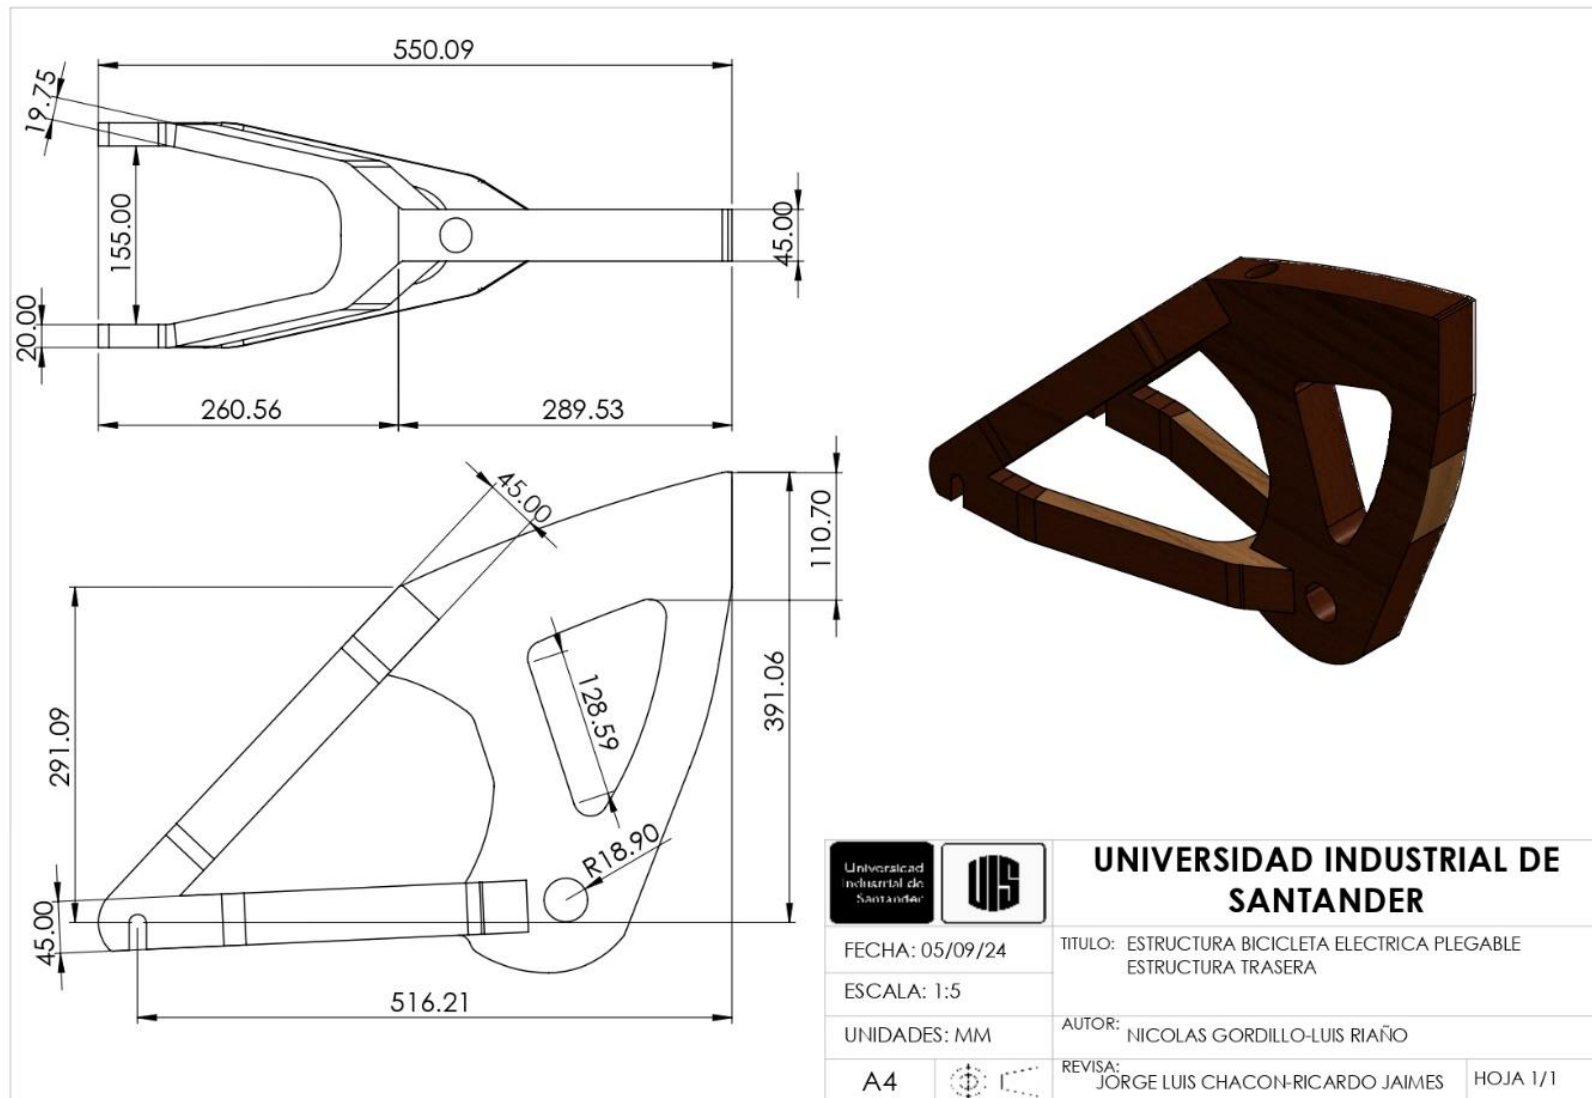 550.09
19.75
155.00
45.00
20.00
260.56
289.53
45.00
110.70
291.09
128.59
391.06
R18.90
45.00
516.21
Universidad
Industrial de
Santander
UIS
UNIVERSIDAD INDUSTRIAL DE
SANTANDER
FECHA: 05/09/24
TITULO: ESTRUCTURA BICICLETA ELECTRICA PLEGABLE
ESTRUCTURA TRASERA
ESCALA: 1:5
UNIDADES: MM
AUTOR: NICOLAS GORDILLO-LUIS RIAÑO
A4
REVISA: JORGE LUIS CHACON-RICARDO JAIMES
HOJA 1/1